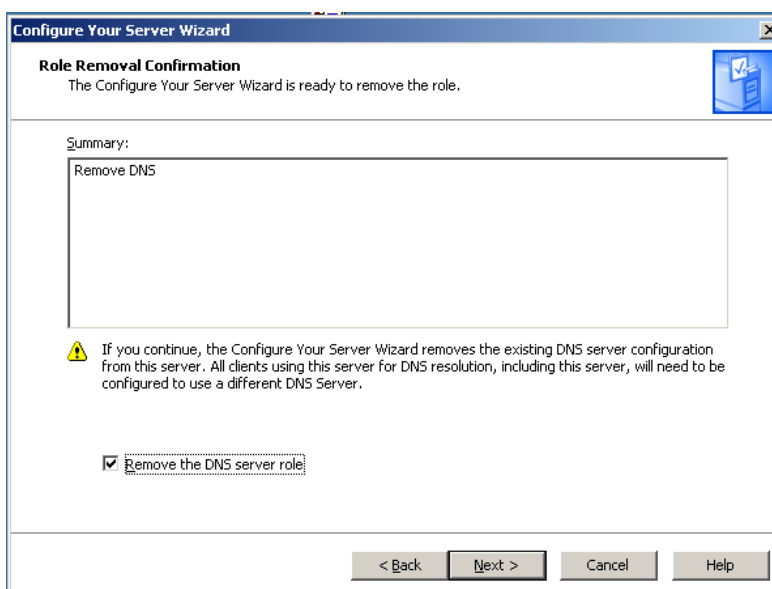 Configure Your Server Wizard
Role Removal Confirmation
The Configure Your Server Wizard is ready to remove the role.
Summary:
Remove DNS
If you continue, the Configure Your Server Wizard removes the existing DNS server configuration
from this server. All clients using this server for DNS resolution, including this server, will need to be
configured to use a different DNS Server.
Remove the DNS server role
< Back Next > Cancel Help